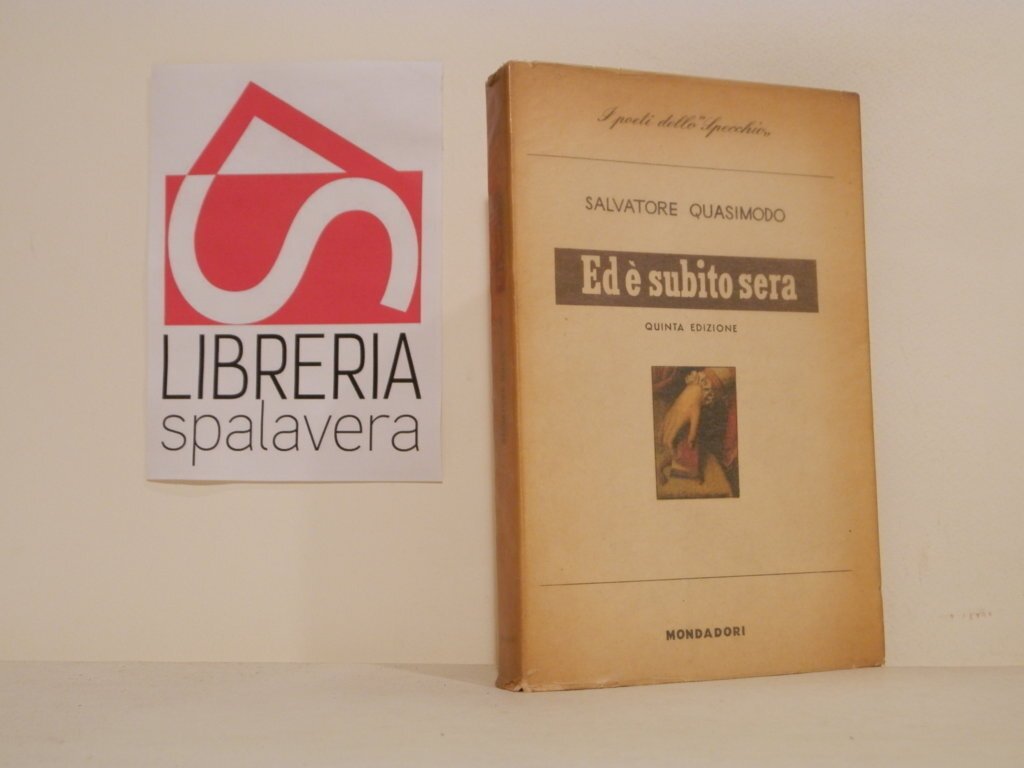 LIBRERIA
spalavera
I poeti dello "Specchio„
SALVATORE QUASIMODO
Ed è subito sera
QUINTA EDIZIONE
MONDADORI